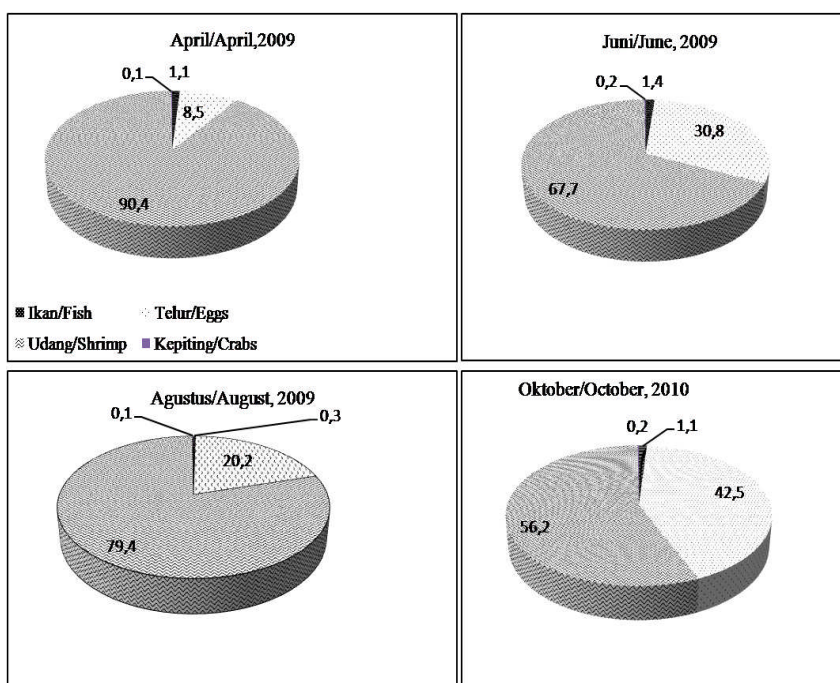 April/April,2009
0,1 1,1
8,5
90,4
Ikan/Fish Telur/Eggs
Udang/Shrimp Kepiting/Crabs
Juni/June, 2009
0,2 1,4
30,8
67,7
Agustus/August, 2009
0,1 0,3
20,2
79,4
Oktober/October, 2010
0,2 1,1
42,5
56,2